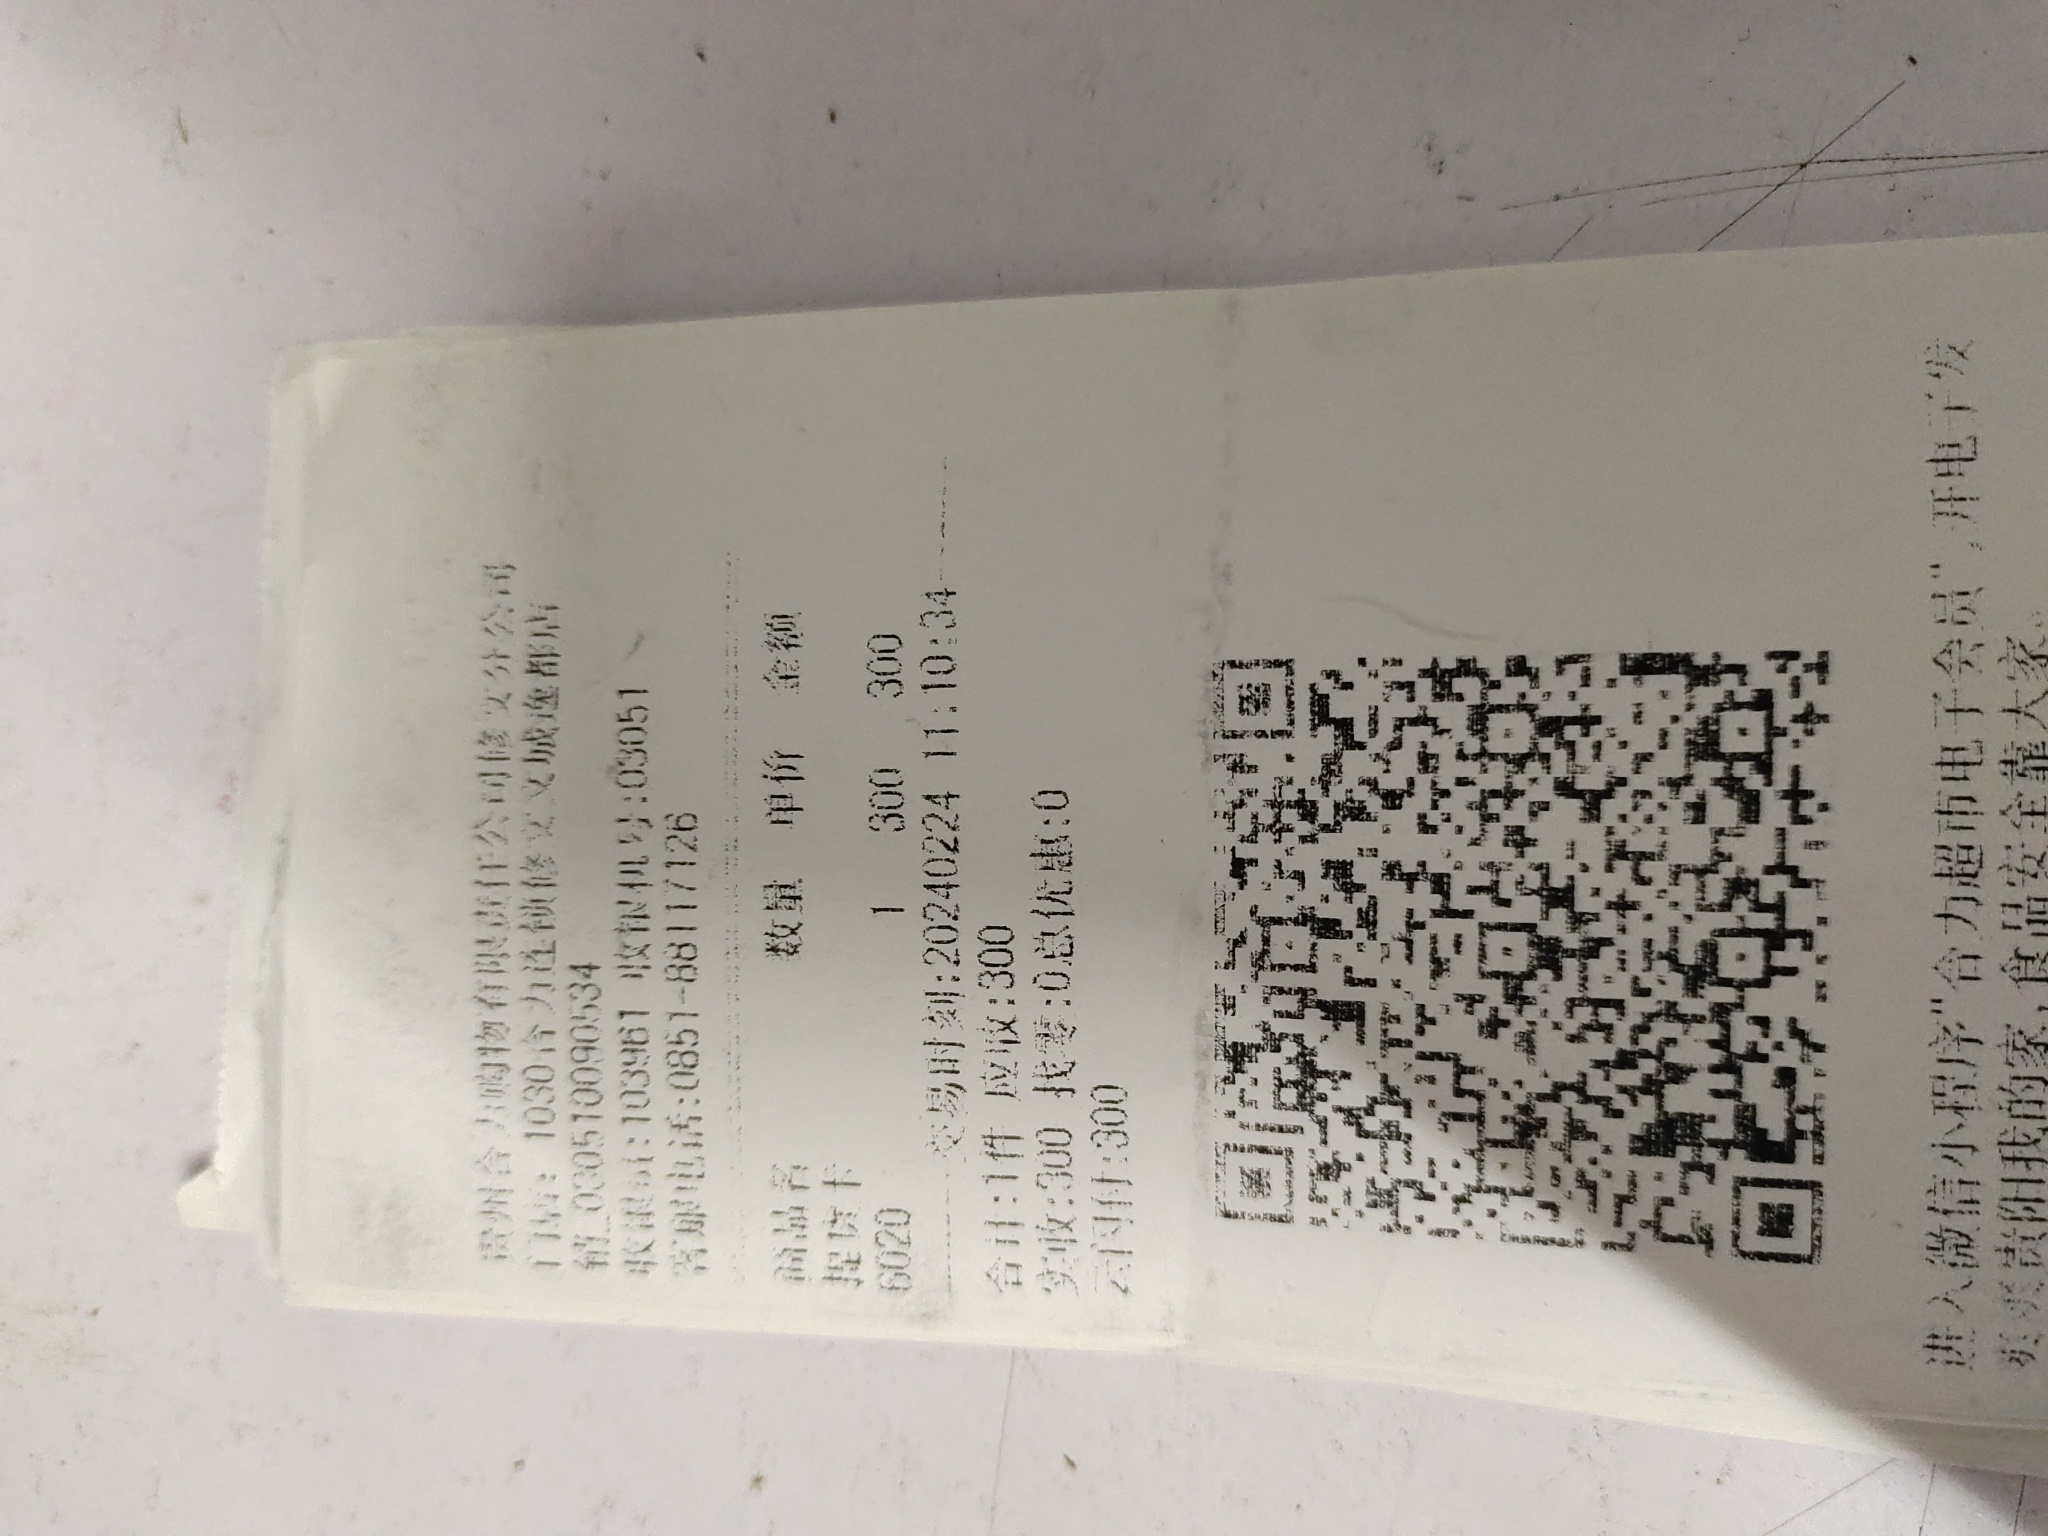 贵州合力购物有限责任公司修文分公司
门店: 1030合力连锁修文文城逸都店
销_030510090534
收银员:103961 收银机号:03051
客服电话:0851-88117126
商品名 数量 单价 金额
提货卡
6020 1 300 300
交易时刻:20240224 11:10:34
合计:1件 应收:300
实收:300 找零:0总优惠:0
云闪付:300
进入微信小程序"合力超市电子会员",开电子发
爽爽贵阳我的家,食品安全靠大家。